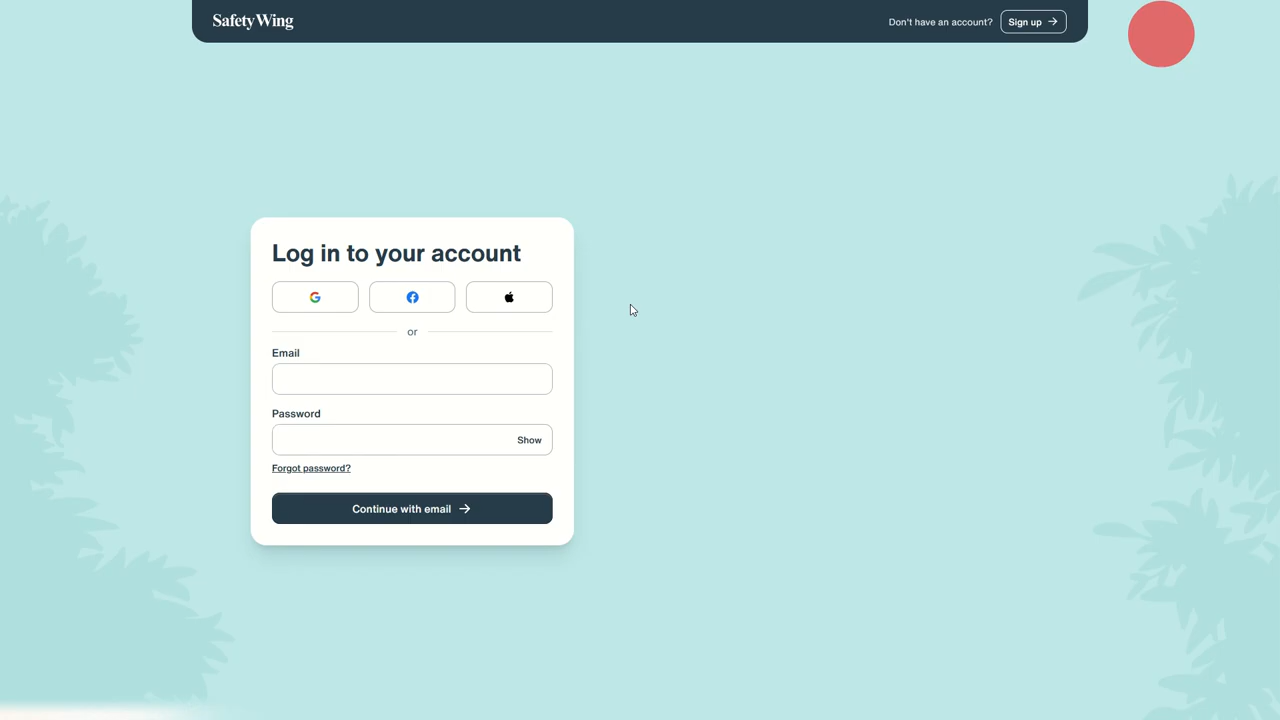 SafetyWing
Don't have an account?
Sign up
Log in to your account
or
Email
Password
Show
Forgot password?
Continue with email